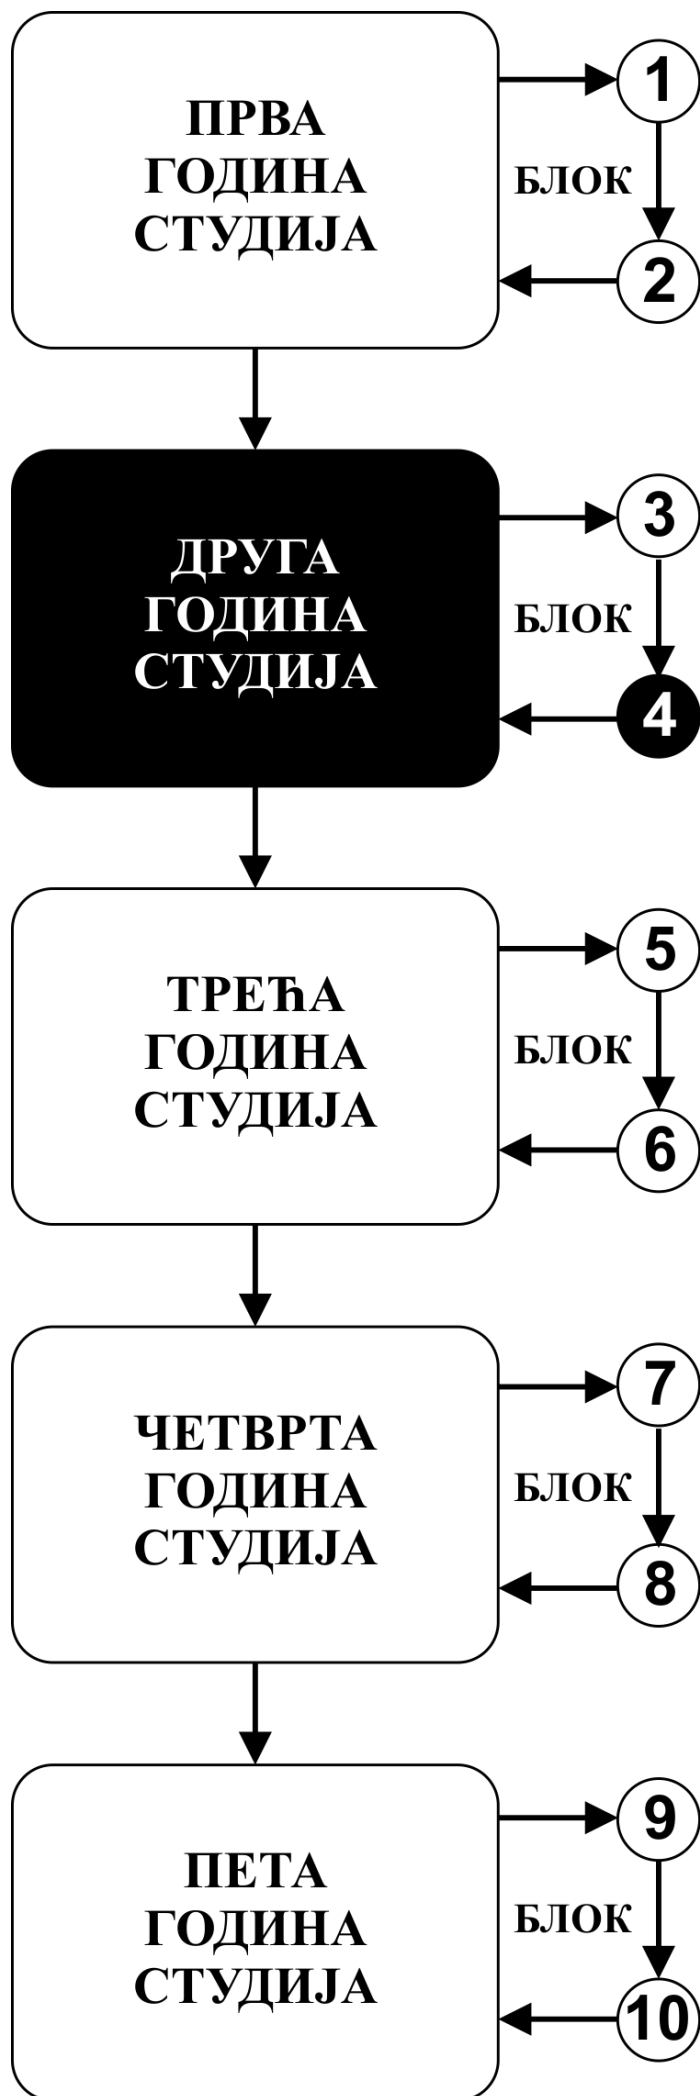 ПРВА
ГОДИНА
СТУДИЈА
1
БЛОК
2
ДРУГА
ГОДИНА
СТУДИЈА
3
БЛОК
4
ТРЕЋА
ГОДИНА
СТУДИЈА
5
БЛОК
6
ЧЕТВРТА
ГОДИНА
СТУДИЈА
7
БЛОК
8
ПЕТА
ГОДИНА
СТУДИЈА
9
БЛОК
10